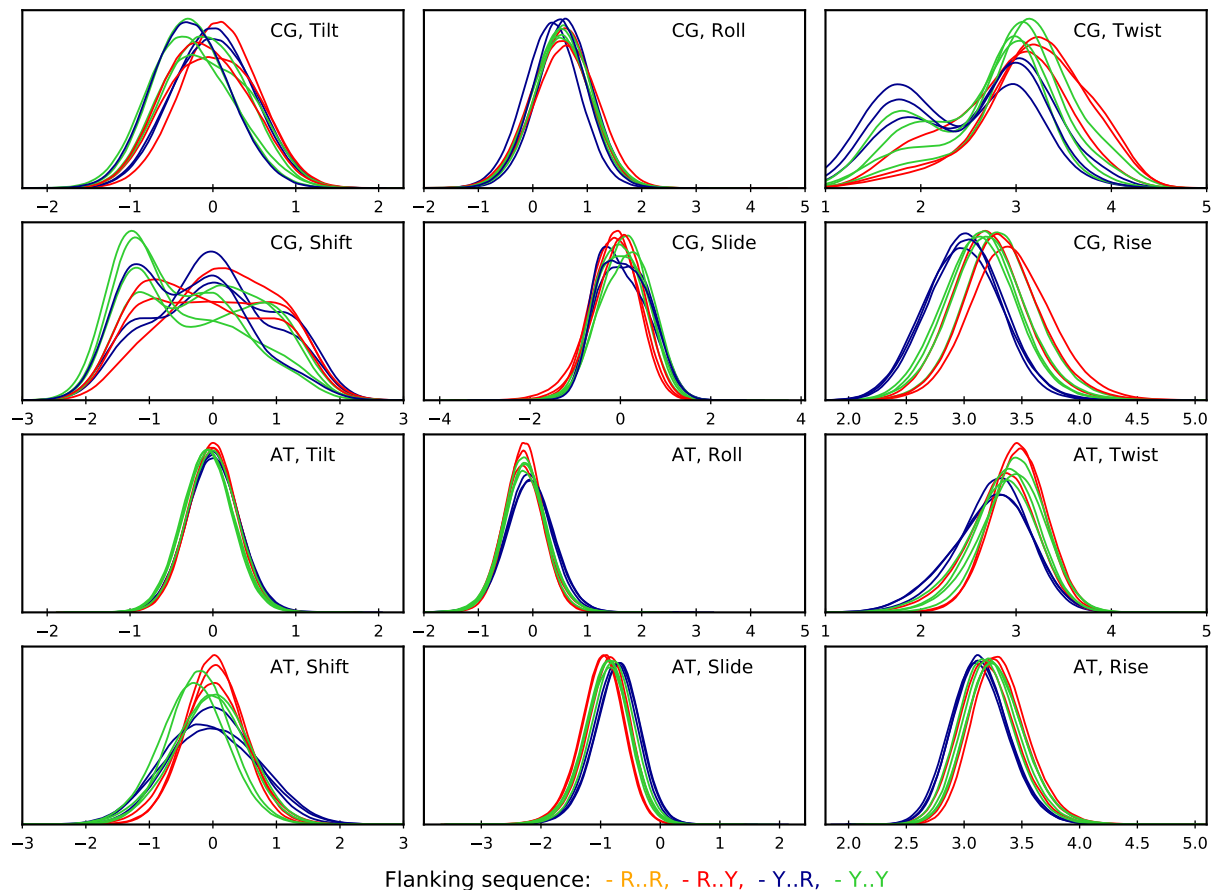 CG, Tilt
−2 −1 0 1 2
CG, Roll
−2 −1 0 1 2 3 5
CG, Twist
1 2 3 5
CG, Shift
−3 −2 −1 0 1 2 3
CG, Slide
−4 −2 0 2 4
CG, Rise
2.0 2.5 3.0 3.5 4.0 4.5 5.0
AT, Tilt
−2 −1 0 1 2
AT, Roll
−2 −1 0 1 2 3 5
AT, Twist
1 2 3 4 5
AT, Shift
−3 −2 −1 0 1 2 3
AT, Slide
−4 −3 −1 0 2
AT, Rise
2.0 2.5 3.0 3.5 4.0 4.5 5.0
Flanking sequence: - R..R, - R..Y, - Y..R, - Y..Y